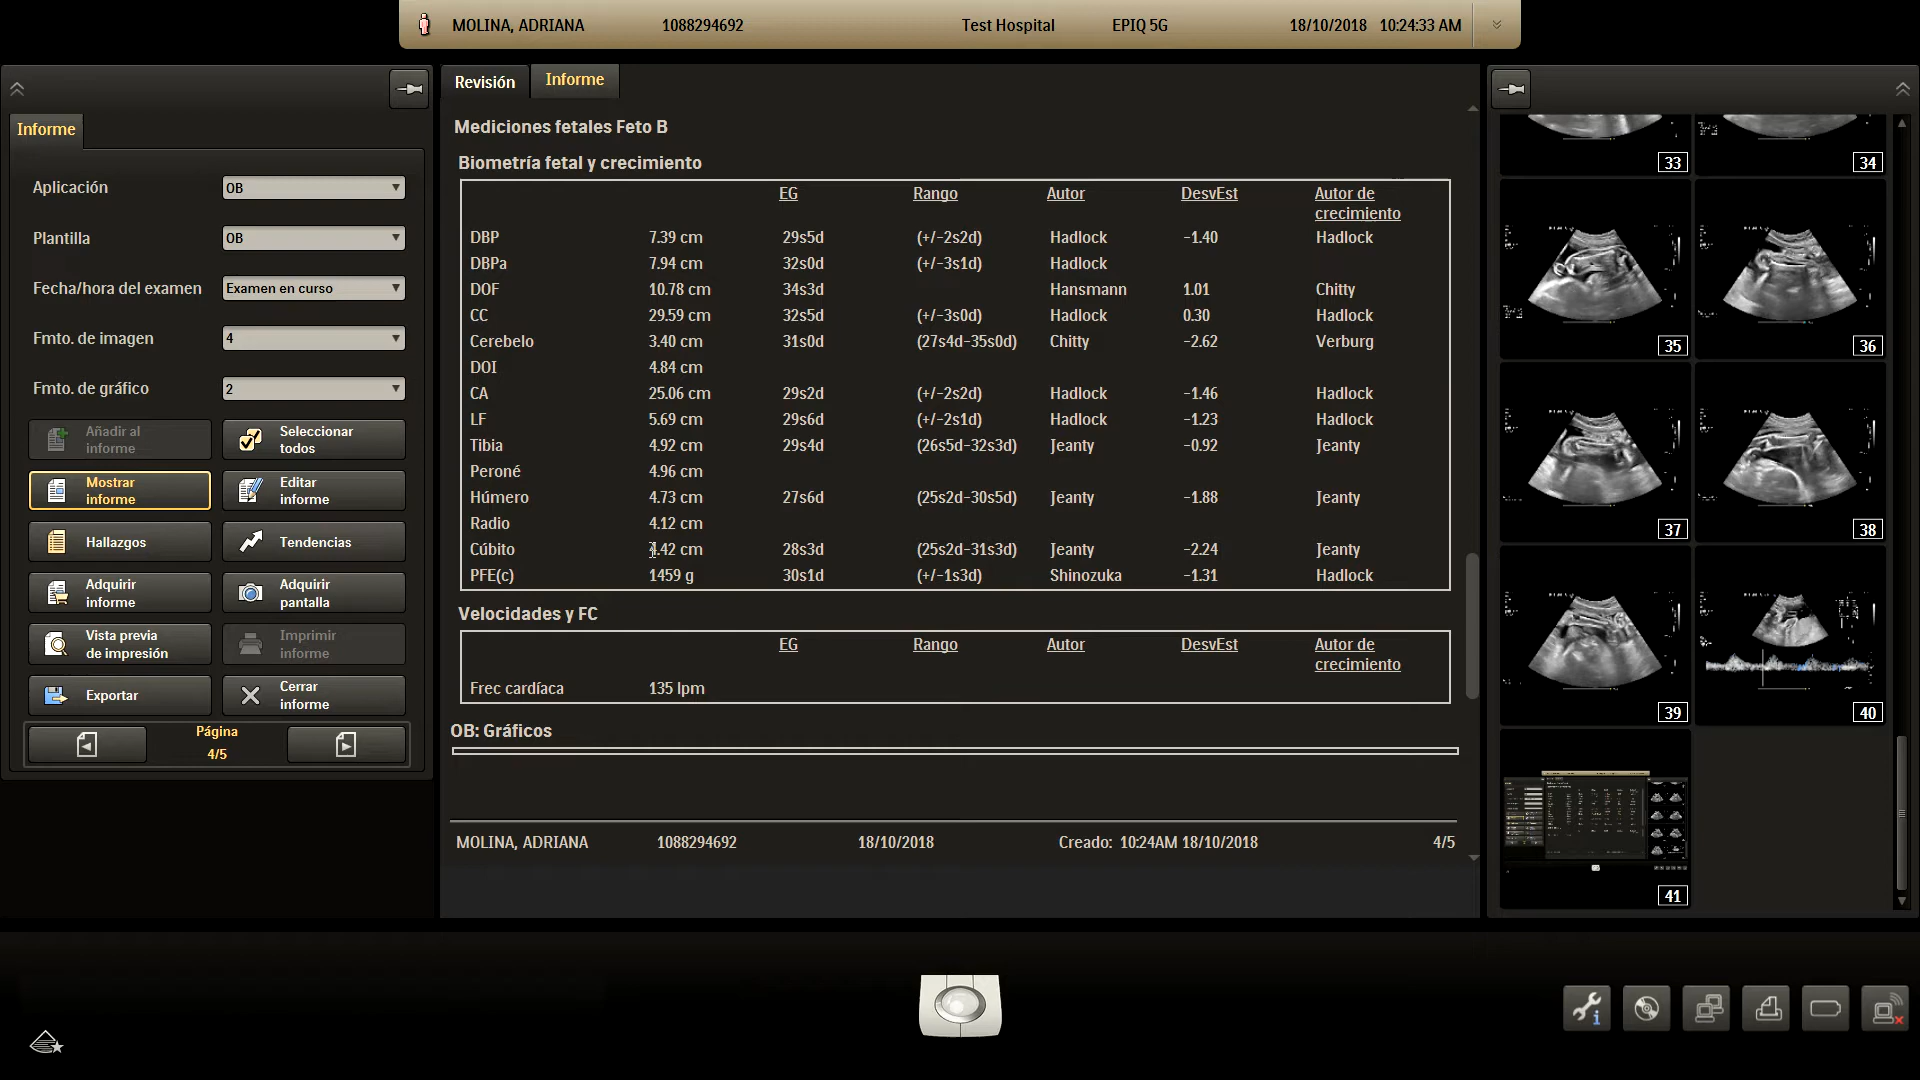 MOLINA, ADRIANA 1088294692 Test Hospital EPIQ 5G 18/10/2018 10:24:33 AM
Informe
Aplicación OB
Plantilla OB
Fecha/hora del examen Examen en curso
Fmto. de imagen 4
Fmto. de gráfico 2
Añadir al informe
Seleccionar todos
Mostrar informe
Editar informe
Hallazgos
Tendencias
Adquirir informe
Adquirir pantalla
Vista previa de impresión
Imprimir informe
Exportar
Cerrar informe
Página
4/5
Revisión Informe
Mediciones fetales Feto B
Biometría fetal y crecimiento
EG Rango Autor DesvEst Autor de crecimiento
DBP 7.39 cm 29s5d (+/-2s2d) Hadlock -1.40 Hadlock
DBPa 7.94 cm 32s0d (+/-3s1d) Hadlock
DOF 10.78 cm 34s3d Hansmann 1.01 Chitty
CC 29.59 cm 32s5d (+/-3s0d) Hadlock 0.30 Hadlock
Cerebelo 3.40 cm 31s0d (27s4d-35s0d) Chitty -2.62 Verburg
DOI 4.84 cm
CA 25.06 cm 29s2d (+/-2s2d) Hadlock -1.46 Hadlock
LF 5.69 cm 29s6d (+/-2s1d) Hadlock -1.23 Hadlock
Tibia 4.92 cm 29s4d (26s5d-32s3d) Jeanty -0.92 Jeanty
Peroné 4.96 cm
Húmero 4.73 cm 27s6d (25s2d-30s5d) Jeanty -1.88 Jeanty
Radio 4.12 cm
Cúbito 4.42 cm 28s3d (25s2d-31s3d) Jeanty -2.24 Jeanty
PFE(c) 1459 g 30s1d (+/-1s3d) Shinozuka -1.31 Hadlock
Velocidades y FC
EG Rango Autor DesvEst Autor de crecimiento
Frec cardíaca 135 lpm
OB: Gráficos
MOLINA, ADRIANA 1088294692 18/10/2018 Creado: 10:24AM 18/10/2018 4/5
33 34
35 36
37 38
39 40
41